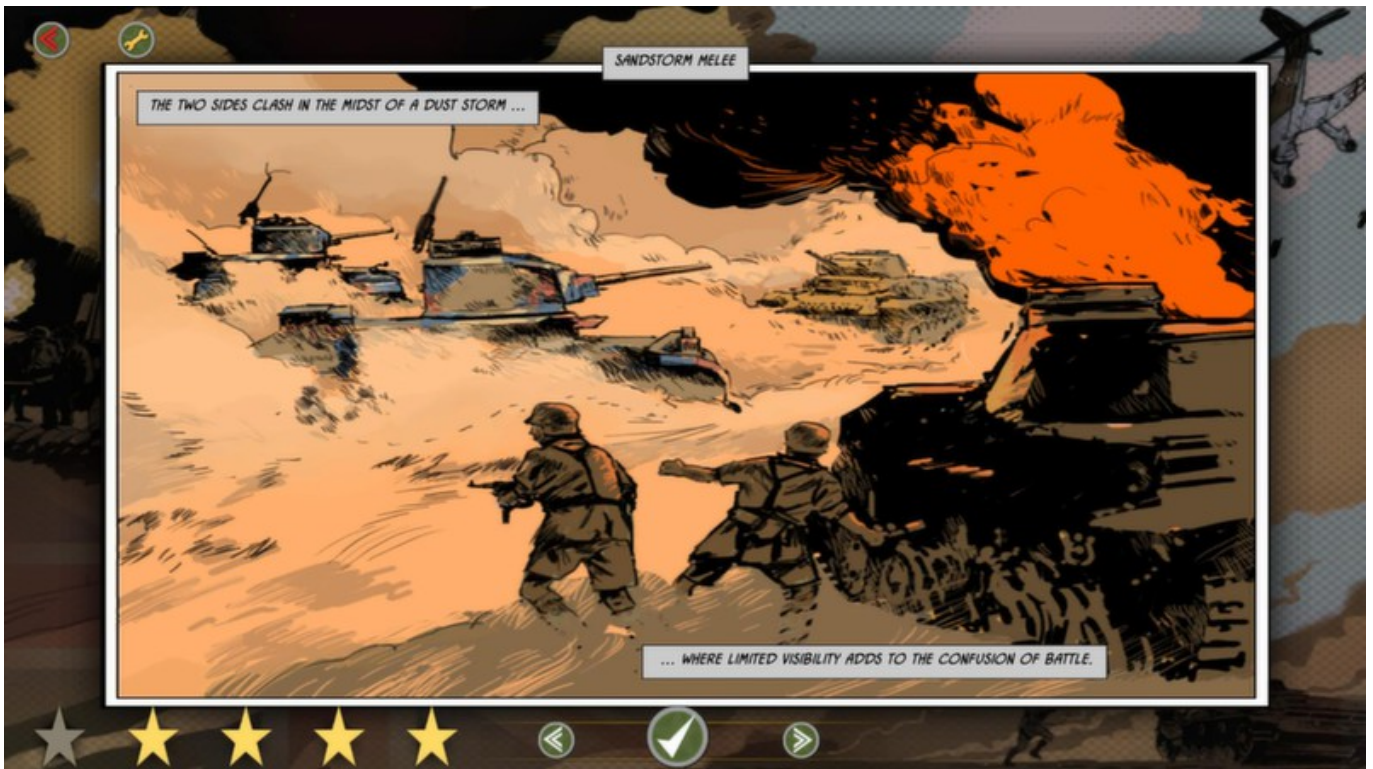 SANDSTORM MELEE
THE TWO SIDES CLASH IN THE MIDST OF A DUST STORM ...
... WHERE LIMITED VISIBILITY ADDS TO THE CONFUSION OF BATTLE.